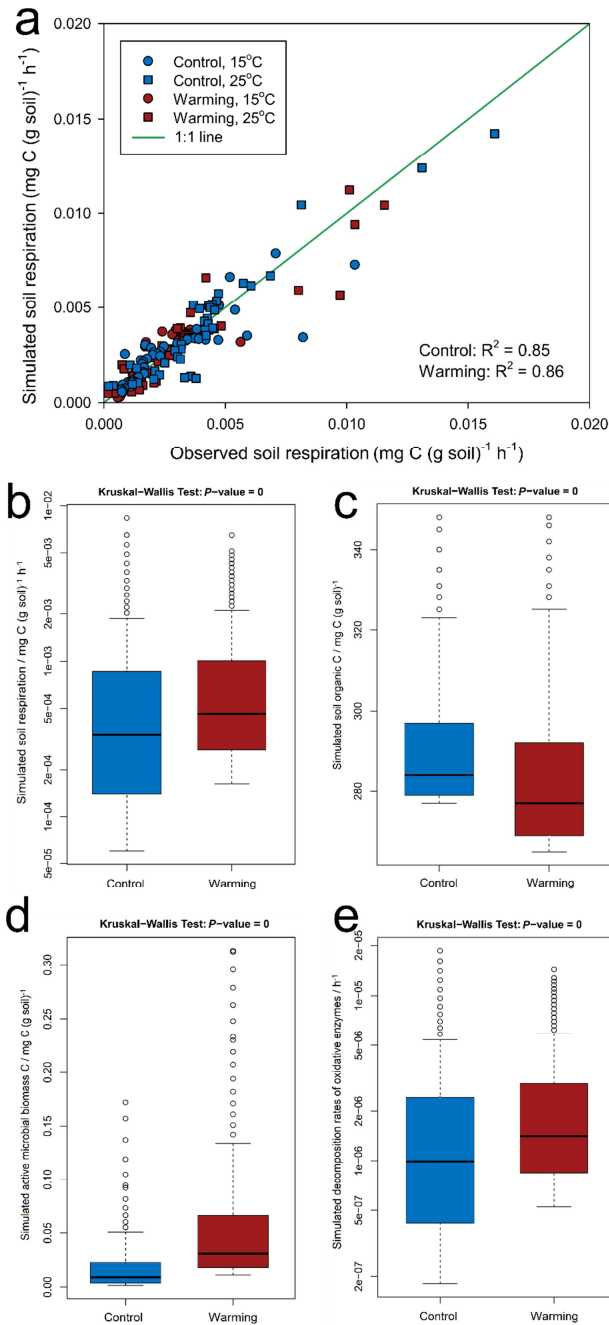 a
0.020
0.015
0.010
0.005
0.000
Simulated soil respiration (mg C (g soil)⁻¹ h⁻¹)
Control, 15°C
Control, 25°C
Warming, 15°C
Warming, 25°C
1:1 line
Control: R² = 0.85
Warming: R² = 0.86
0.000 0.005 0.010 0.015 0.020
Observed soil respiration (mg C (g soil)⁻¹ h⁻¹)
b
Kruskal-Wallis Test: P-value = 0
Simulated soil respiration / mg C (g soil)⁻¹ h⁻¹
1e-02
5e-03
2e-03
1e-03
5e-04
2e-04
1e-04
5e-05
Control Warming
c
Kruskal-Wallis Test: P-value = 0
Simulated soil organic C / mg C (g soil)⁻¹
340
320
300
280
Control Warming
d
Kruskal-Wallis Test: P-value = 0
Simulated active microbial biomass C / mg C (g soil)⁻¹
0.30
0.20
0.15
0.10
0.05
0.00
Control Warming
e
Kruskal-Wallis Test: P-value = 0
Simulated decomposition rates of oxidative enzymes / h⁻¹
2e-05
1e-05
5e-06
2e-06
1e-06
5e-07
2e-07
Control Warming